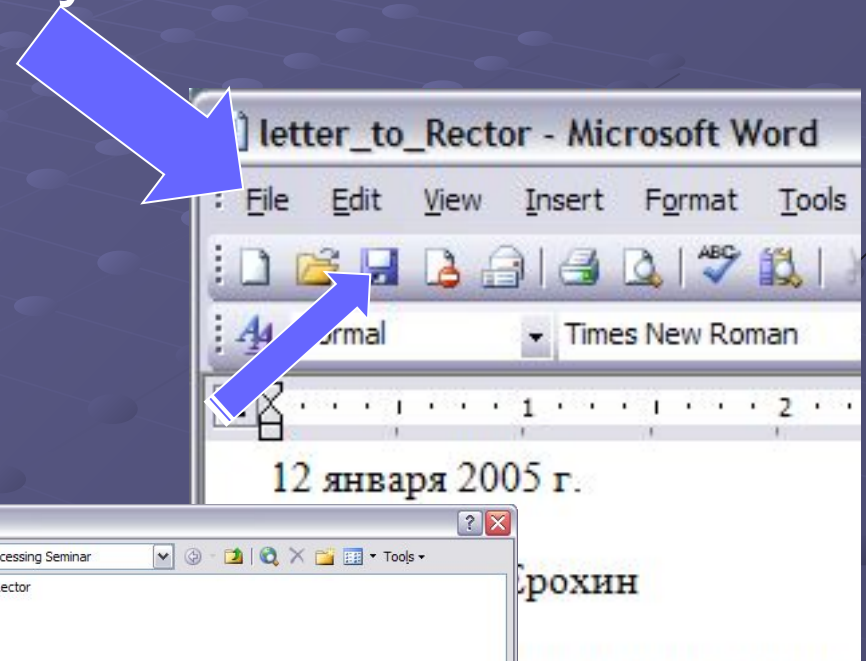 letter_to_Rector - Microsoft Word
File Edit View Insert Format Tools
ABC
Times New Roman
1 2
12 января 2005 г.
Seminar
Tools
Ерохин